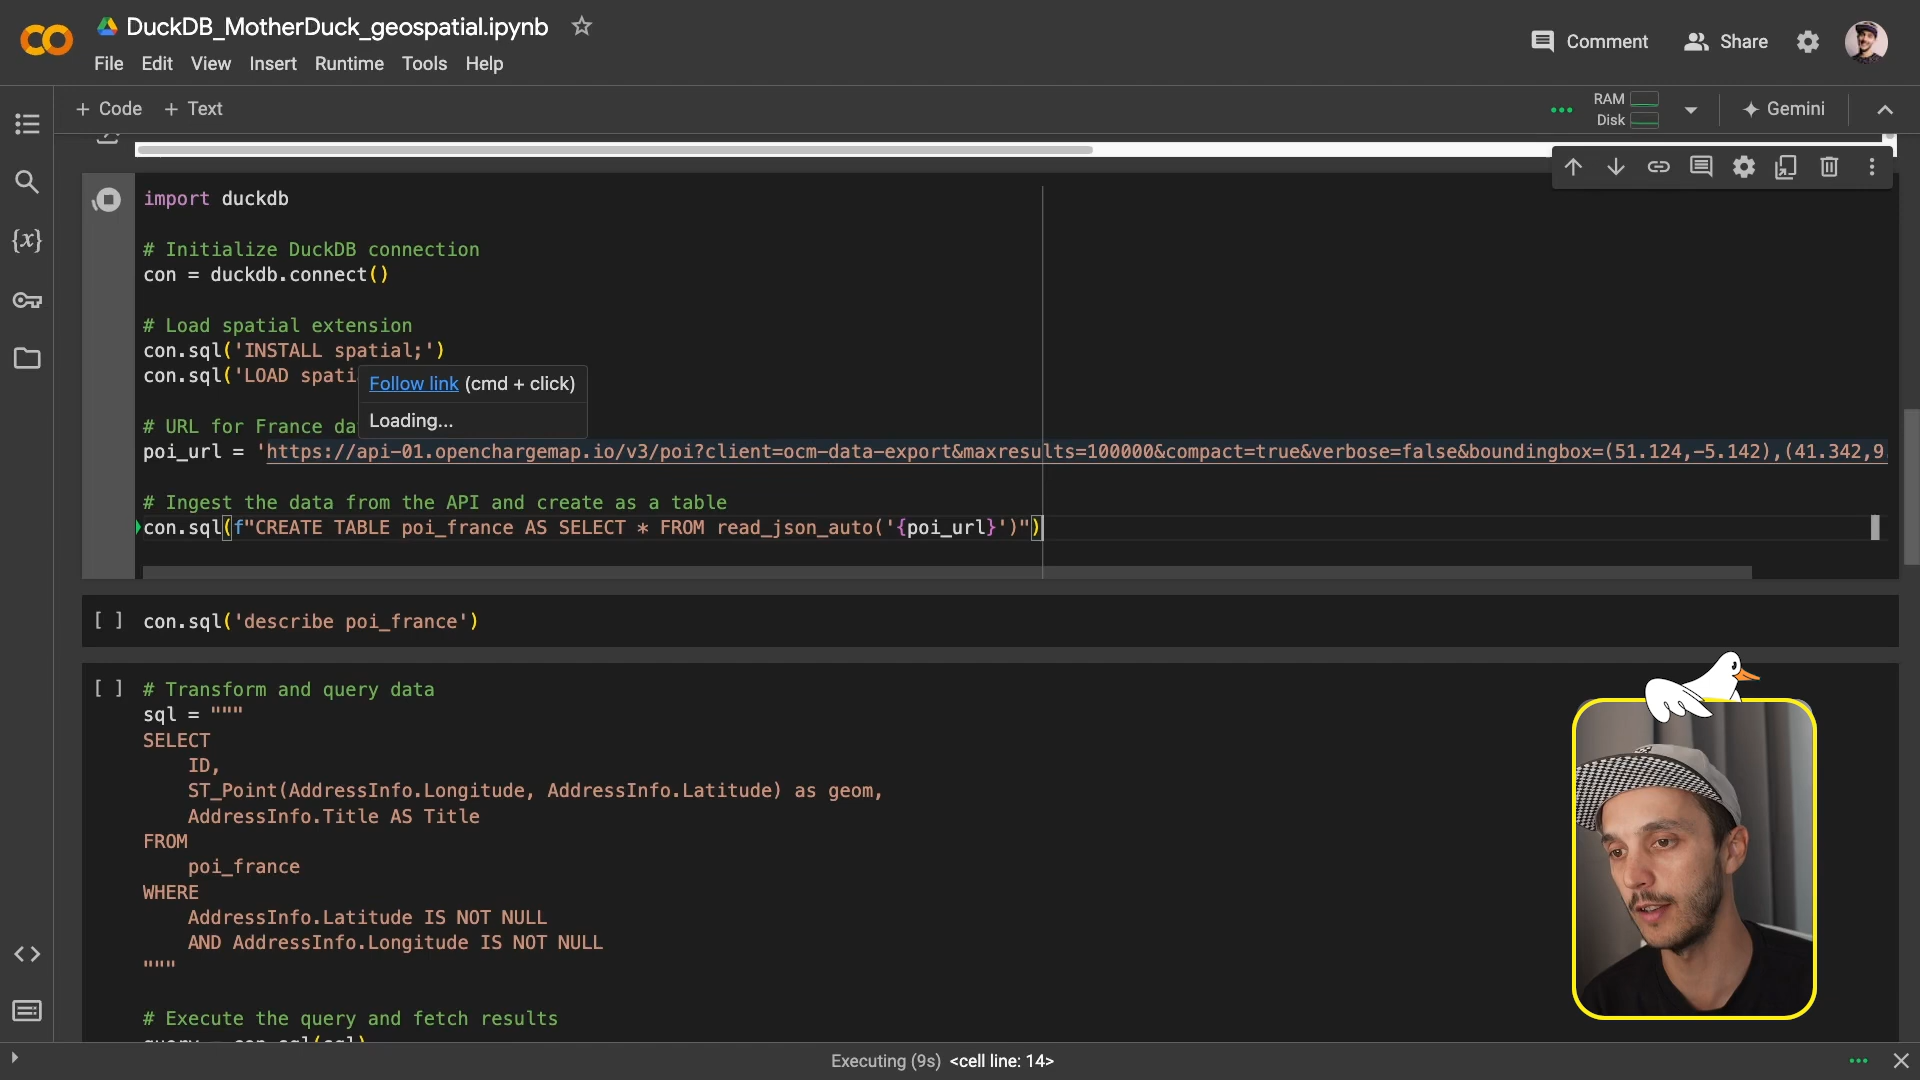 DuckDB_MotherDuck_geospatial.ipynb
File Edit View Insert Runtime Tools Help
Comment
Share
+ Code + Text
RAM
Disk
Gemini
import duckdb
# Initialize DuckDB connection
con = duckdb.connect()
# Load spatial extension
con.sql('INSTALL spatial;')
con.sql('LOAD spati
Follow link (cmd + click)
Loading...
# URL for France da
poi_url = 'https://api-01.openchargemap.io/v3/poi?client=ocm-data-export&maxresults=100000&compact=true&verbose=false&boundingbox=(51.124,-5.142),(41.342,9.
# Ingest the data from the API and create as a table
con.sql(f"CREATE TABLE poi_france AS SELECT * FROM read_json_auto('{poi_url}')")
[ ] con.sql('describe poi_france')
[ ] # Transform and query data
sql = """
SELECT
ID,
ST_Point(AddressInfo.Longitude, AddressInfo.Latitude) as geom,
AddressInfo.Title AS Title
FROM
poi_france
WHERE
AddressInfo.Latitude IS NOT NULL
AND AddressInfo.Longitude IS NOT NULL
"""
# Execute the query and fetch results
query = con.sql(sql)
Executing (9s) <cell line: 14>